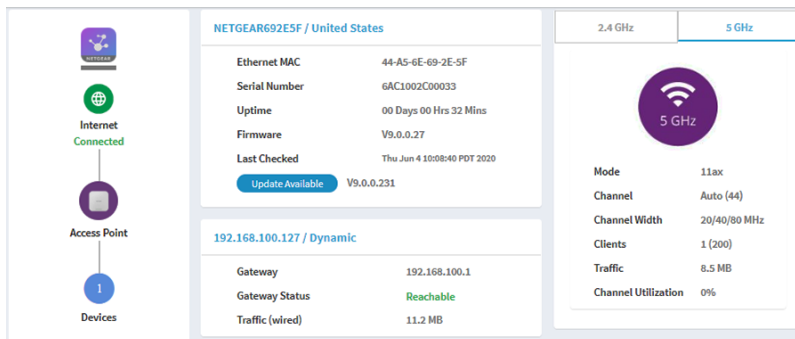 NETGEAR
Internet
Connected
Access Point
1
Devices
NETGEAR692E5F / United States
Ethernet MAC 44-A5-6E-69-2E-5F
Serial Number 6AC1002C00033
Uptime 00 Days 00 Hrs 32 Mins
Firmware V9.0.0.27
Last Checked Thu Jun 4 10:08:40 PDT 2020
Update Available V9.0.0.231
192.168.100.127 / Dynamic
Gateway 192.168.100.1
Gateway Status Reachable
Traffic (wired) 11.2 MB
2.4 GHz 5 GHz
5 GHz
Mode 11ax
Channel Auto (44)
Channel Width 20/40/80 MHz
Clients 1 (200)
Traffic 8.5 MB
Channel Utilization 0%